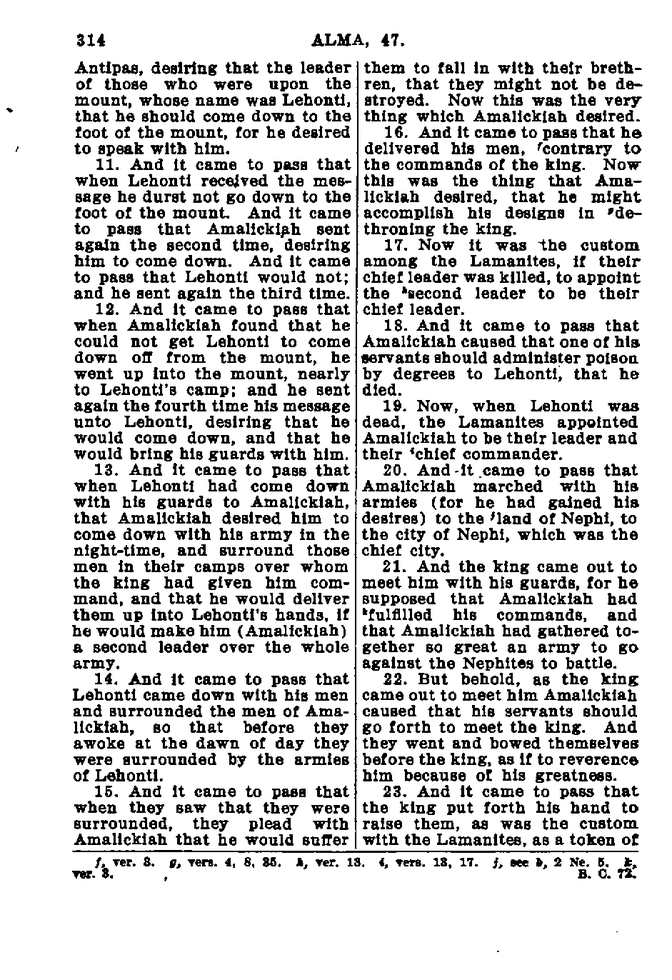 314
ALMA, 47.
Antipas, desiring that the leader
of those who were upon the
mount, whose name was Lehonti,
that he should come down to the
foot of the mount, for he desired
to speak with him.
11. And it came to pass that
when Lehonti received the mes-
sage he durst not go down to the
foot of the mount. And it came
to pass that Amalickiah sent
again the second time, desiring
him to come down. And it came
to pass that Lehonti would not;
and he sent again the third time.
12. And it came to pass that
when Amalickiah found that he
could not get Lehonti to come
down off from the mount, he
went up into the mount, nearly
to Lehonti's camp; and he sent
again the fourth time his message
unto Lehonti, desiring that he
would come down, and that he
would bring his guards with him.
13. And it came to pass that
when Lehonti had come down
with his guards to Amalickiah,
that Amalickiah desired him to
come down with his army in the
night-time, and surround those
men in their camps over whom
the king had given him com-
mand, and that he would deliver
them up into Lehonti's hands, if
he would make him (Amalickiah)
a second leader over the whole
army.
14. And it came to pass that
Lehonti came down with his men
and surrounded the men of Ama-
lickiah, so that before they
awoke at the dawn of day they
were surrounded by the armies
of Lehonti.
15. And it came to pass that
when they saw that they were
surrounded, they plead with
Amalickiah that he would suffer
them to fall in with their breth-
ren, that they might not be de-
stroyed. Now this was the very
thing which Amalickiah desired.
16. And it came to pass that he
delivered his men, fcontrary to
the commands of the king. Now
this was the thing that Ama-
lickiah desired, that he might
accomplish his designs in gde-
throning the king.
17. Now it was the custom
among the Lamanites, if their
chief leader was killed, to appoint
the hsecond leader to be their
chief leader.
18. And it came to pass that
Amalickiah caused that one of his
servants should administer poison
by degrees to Lehonti, that he
died.
19. Now, when Lehonti was
dead, the Lamanites appointed
Amalickiah to be their leader and
their ichief commander.
20. And it came to pass that
Amalickiah marched with his
armies (for he had gained his
desires) to the jland of Nephi, to
the city of Nephi, which was the
chief city.
21. And the king came out to
meet him with his guards, for he
supposed that Amalickiah had
kfulfilled his commands, and
that Amalickiah had gathered to-
gether so great an army to go
against the Nephites to battle.
22. But behold, as the king
came out to meet him Amalickiah
caused that his servants should
go forth to meet the king. And
they went and bowed themselves
before the king, as if to reverence
him because of his greatness.
23. And it came to pass that
the king put forth his hand to
raise them, as was the custom
with the Lamanites, as a token of
f, ver. 3. g, vers. 4, 8, 35. h, ver. 13. i, vers. 13, 17. j, see b, 2 Ne. 5. k,
ver. 3. B. C. 72.